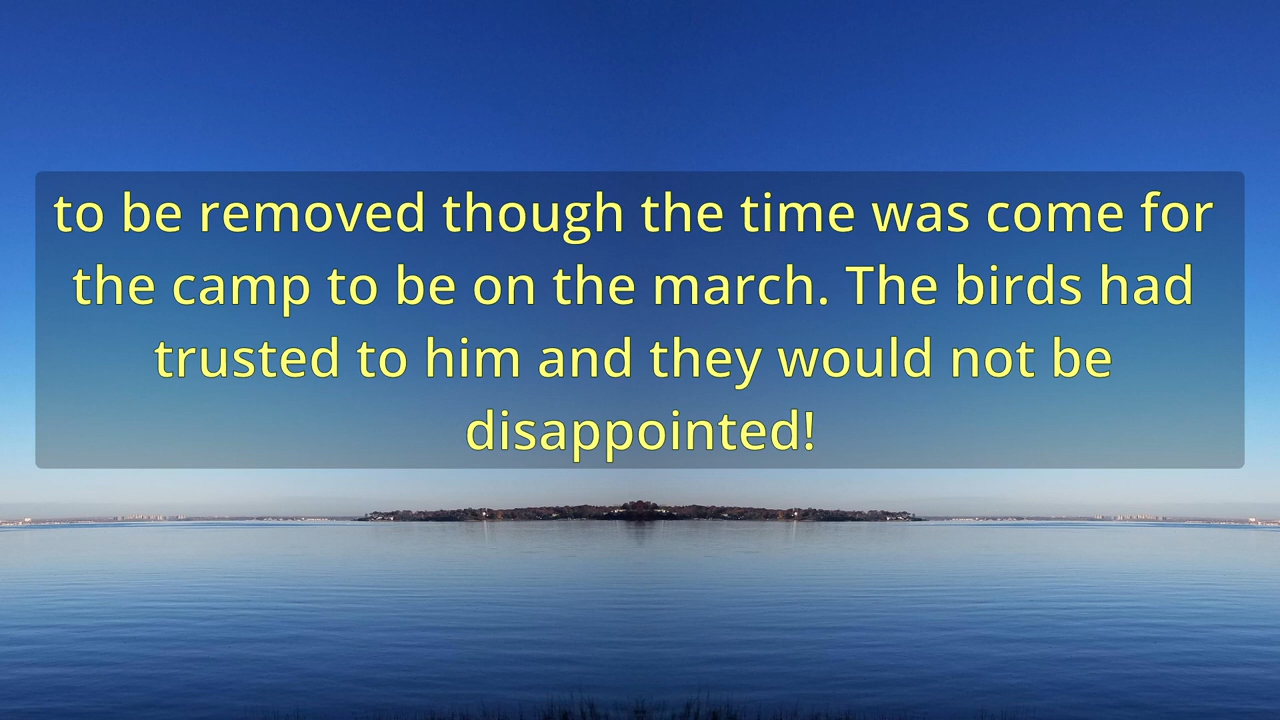 to be removed though the time was come for
the camp to be on the march. The birds had
trusted to him and they would not be
disappointed!